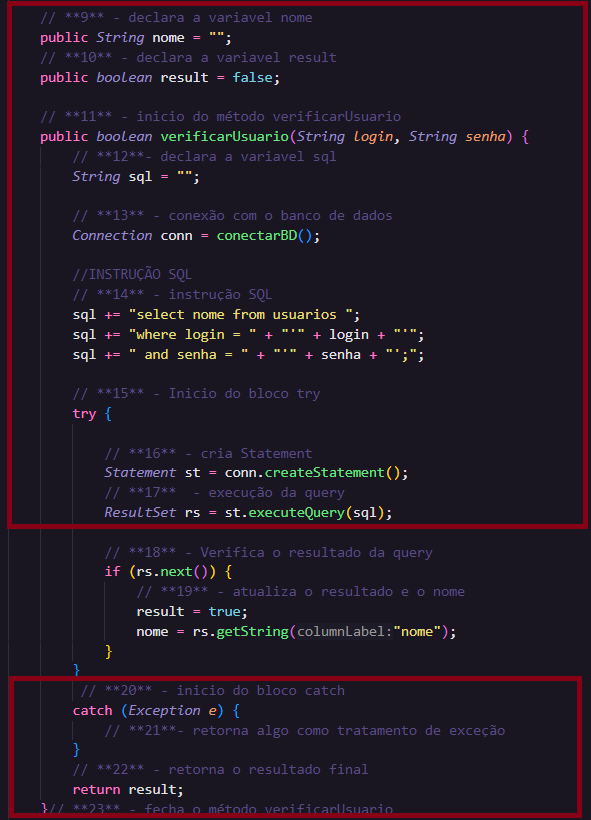 // **9** - declara a variavel nome
public String nome = "";
// **10** - declara a variavel result
public boolean result = false;
// **11** - inicio do método verificarUsuario
public boolean verificarUsuario(String login, String senha) {
// **12**- declara a variavel sql
String sql = "";
// **13** - conexão com o banco de dados
Connection conn = conectarBD();
//INSTRUÇÃO SQL
// **14** - instrução SQL
sql += "select nome from usuarios ";
sql += "where login = " + "'" + login + "'";
sql += " and senha = " + "'" + senha + "';";
// **15** - Inicio do bloco try
try {
// **16** - cria Statement
Statement st = conn.createStatement();
// **17**  - execução da query
ResultSet rs = st.executeQuery(sql);
// **18** - Verifica o resultado da query
if (rs.next()) {
// **19** - atualiza o resultado e o nome
result = true;
nome = rs.getString(columnLabel:"nome");
}
}
// **20** - inicio do bloco catch
catch (Exception e) {
// **21**- retorna algo como tratamento de exceção
}
// **22** - retorna o resultado final
return result;
}// **23** - fecha o método verificarUsuario